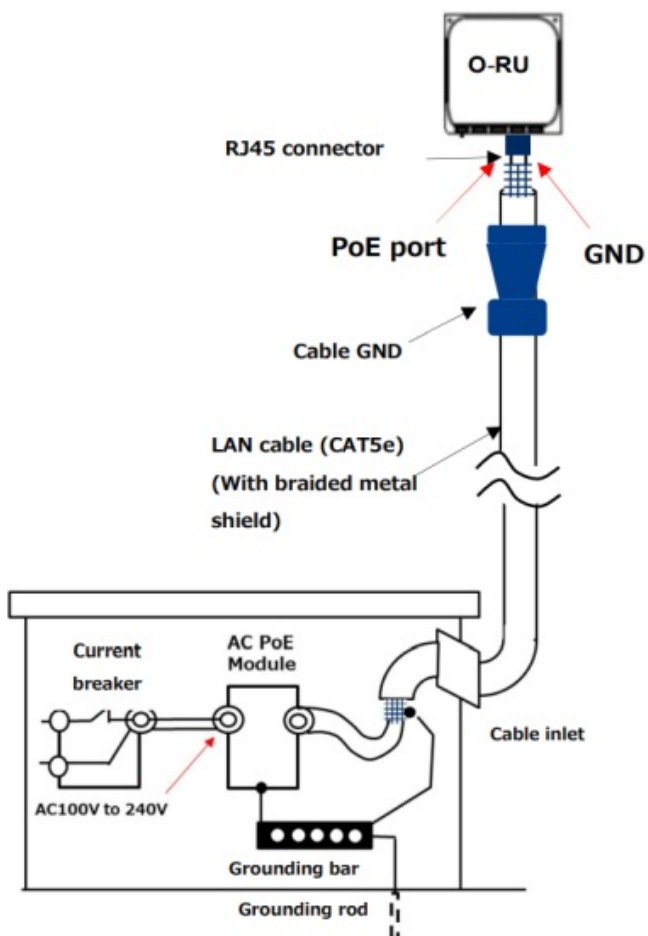 O-RU
RJ45 connector
PoE port
GND
Cable GND
LAN cable (CAT5e)
(With braided metal
shield)
Current
breaker
AC PoE
Module
Cable inlet
AC100V to 240V
Grounding bar
Grounding rod